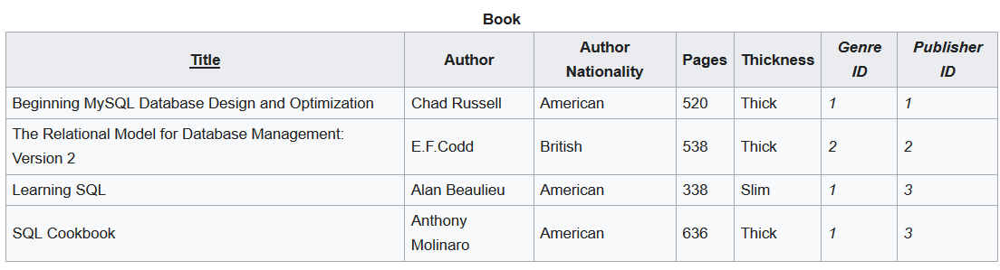 Book
Title Author Author Nationality Pages Thickness Genre ID Publisher ID
Beginning MySQL Database Design and Optimization Chad Russell American 520 Thick 1 1
The Relational Model for Database Management: Version 2 E.F.Codd British 538 Thick 2 2
Learning SQL Alan Beaulieu American 338 Slim 1 3
SQL Cookbook Anthony Molinaro American 636 Thick 1 3